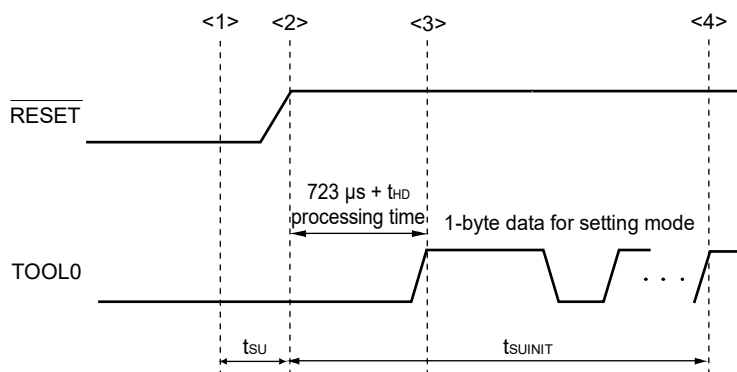 <1> <2> <3> <4>
RESET
723 µs + tHD
processing time
1-byte data for setting mode
TOOL0
. . .
tSU
tSUINIT